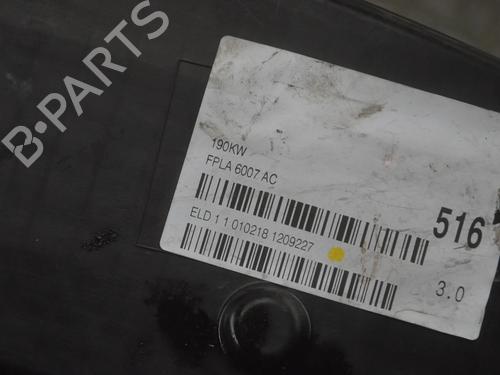 B-PARTS
190KW
FPLA 6007 AC
516
ELD 1 1 010218 1209227
3.0